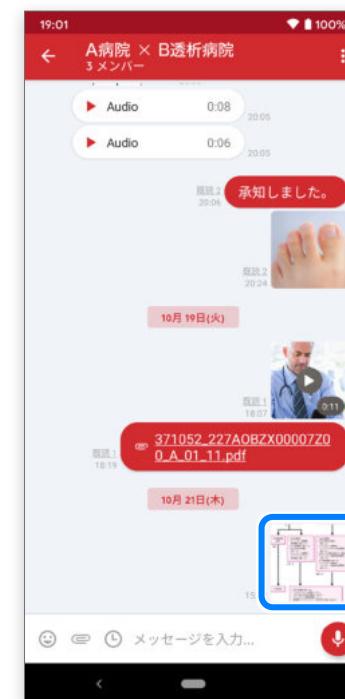 19:01
100%
A病院 × B透析病院
3 メンバー
Audio
0:08
20:05
Audio
0:06
20:05
既読 2
20:06
承知しました。
既読 2
20:24
10月 19日(火)
既読 1
18:07
0:11
既読 1
18:19
371052_227AOBZX00007Z0
0_A_01_11.pdf
10月 21日(木)
メッセージを入力...